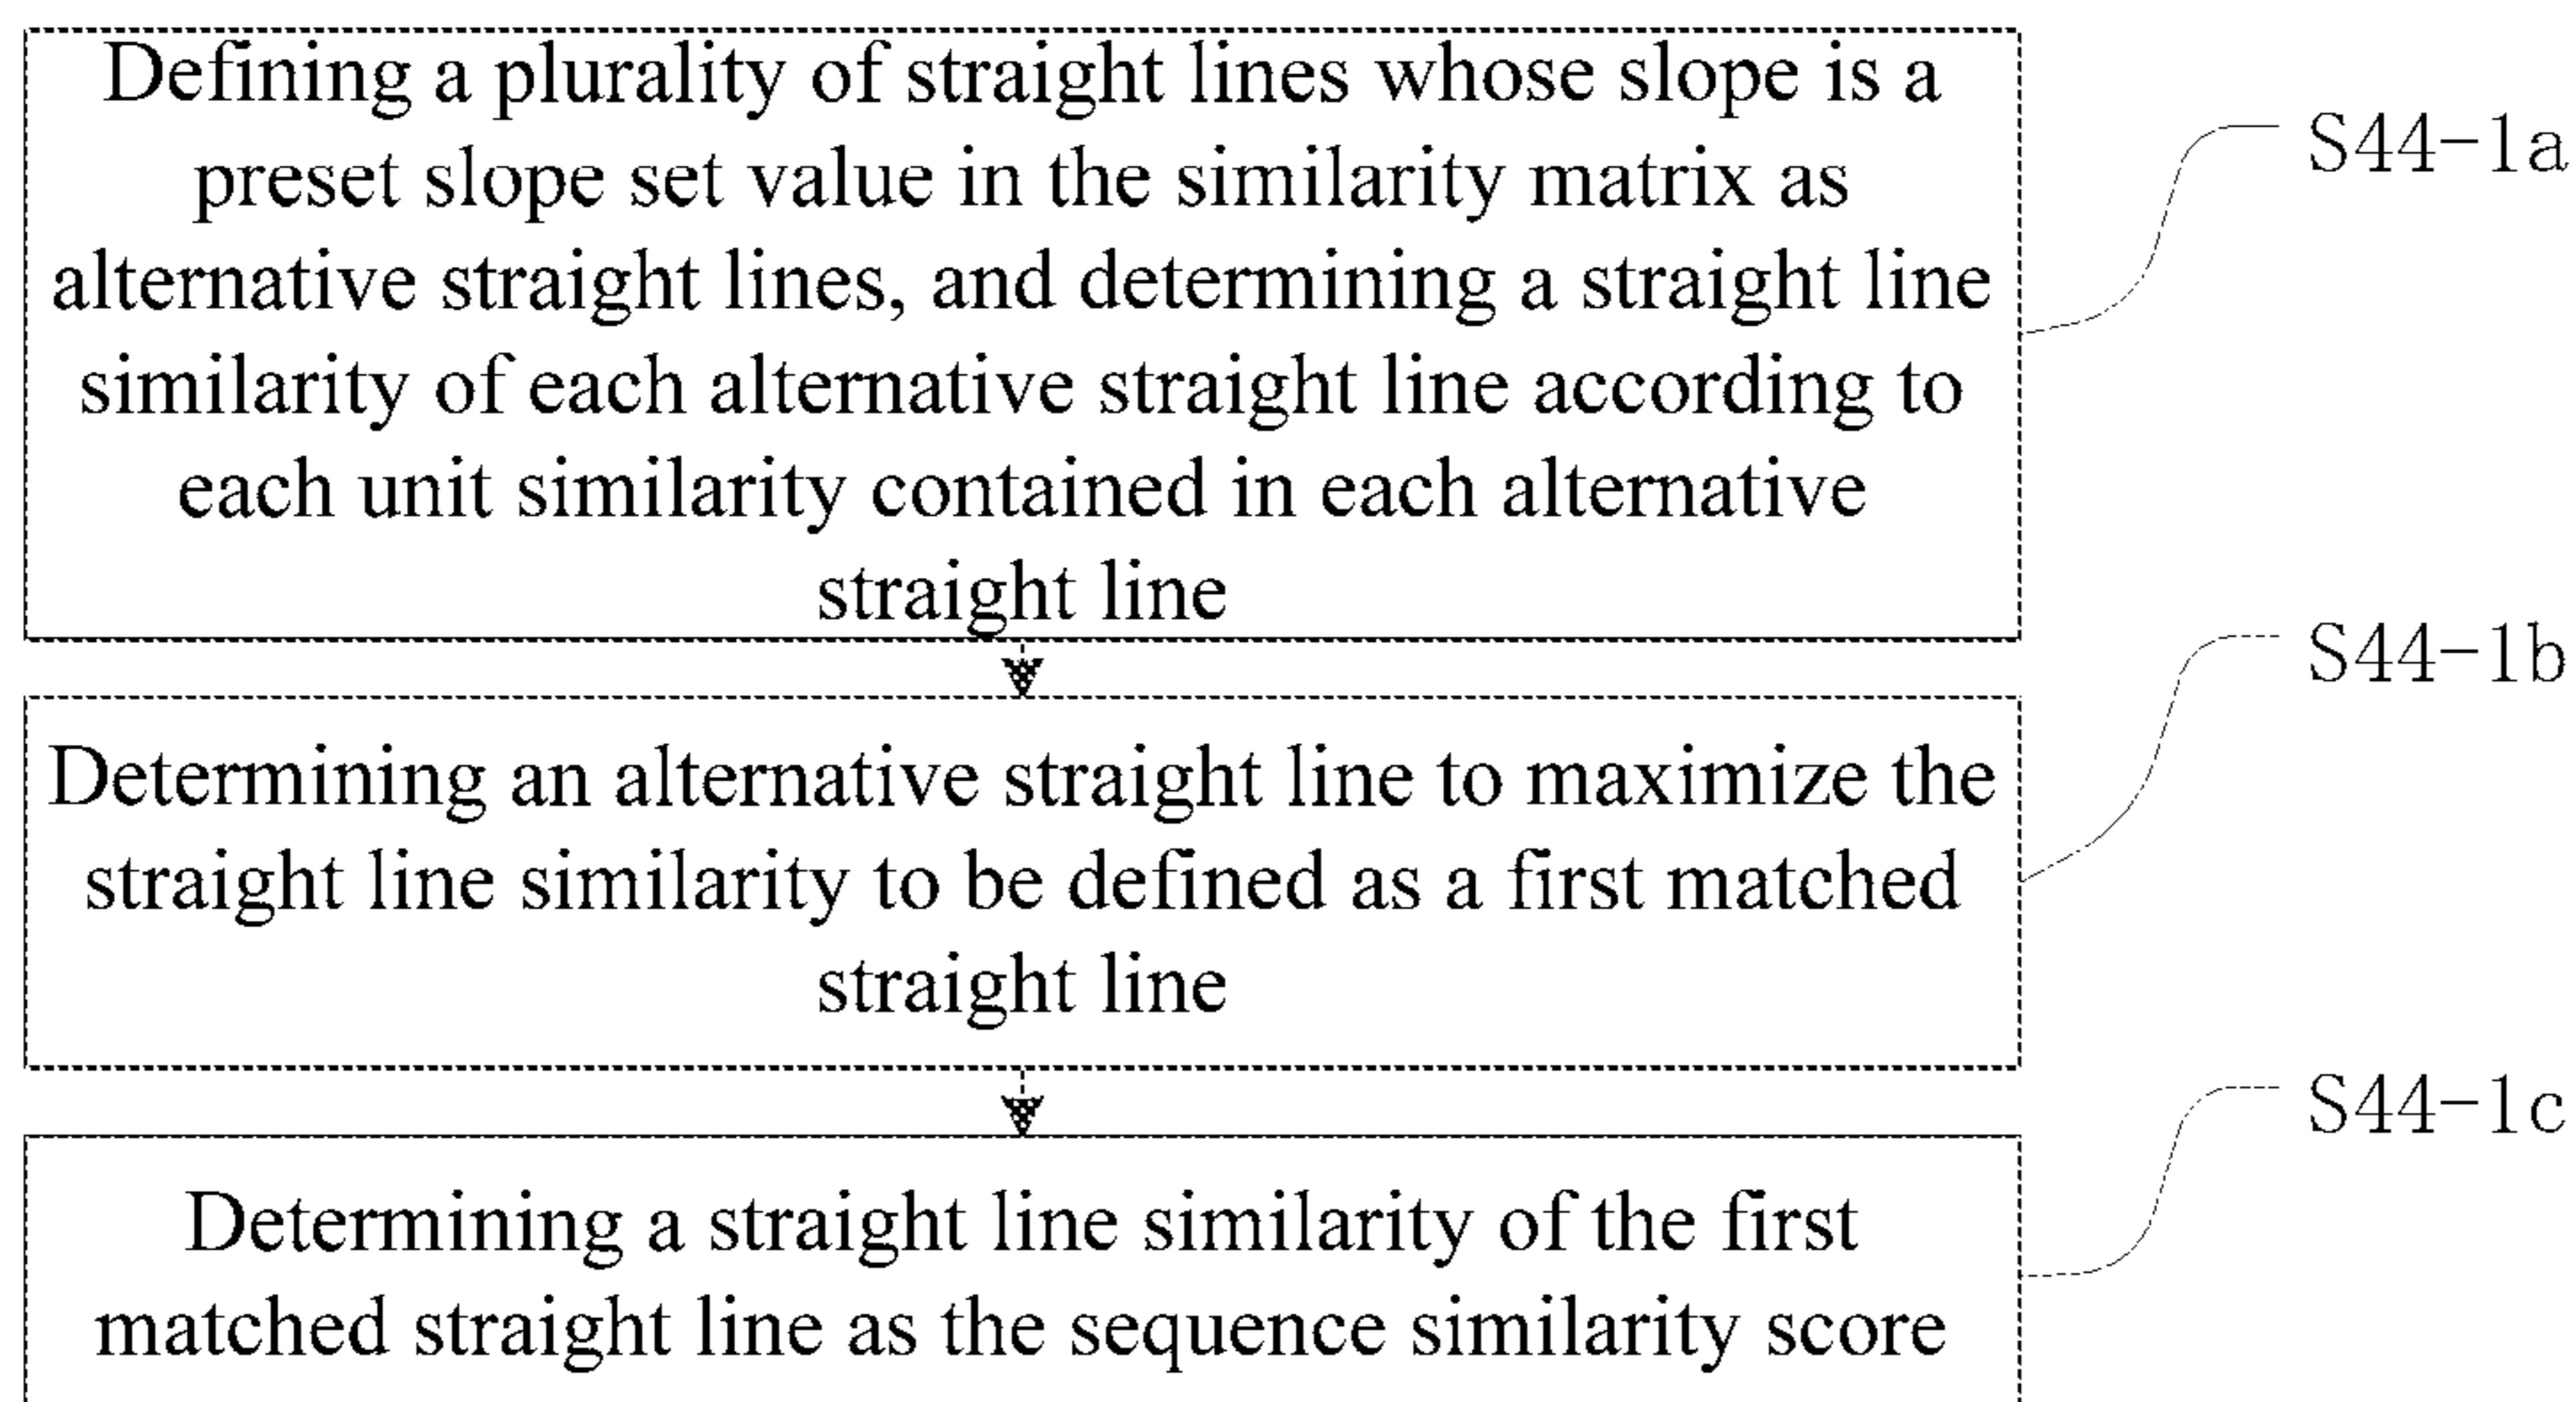 Defining a plurality of straight lines whose slope is a
preset slope set value in the similarity matrix as
alternative straight lines, and determining a straight line
similarity of each alternative straight line according to
each unit similarity contained in each alternative
straight line
S44-1a
Determining an alternative straight line to maximize the
straight line similarity to be defined as a first matched
straight line
S44-1b
Determining a straight line similarity of the first
matched straight line as the sequence similarity score
S44-1c